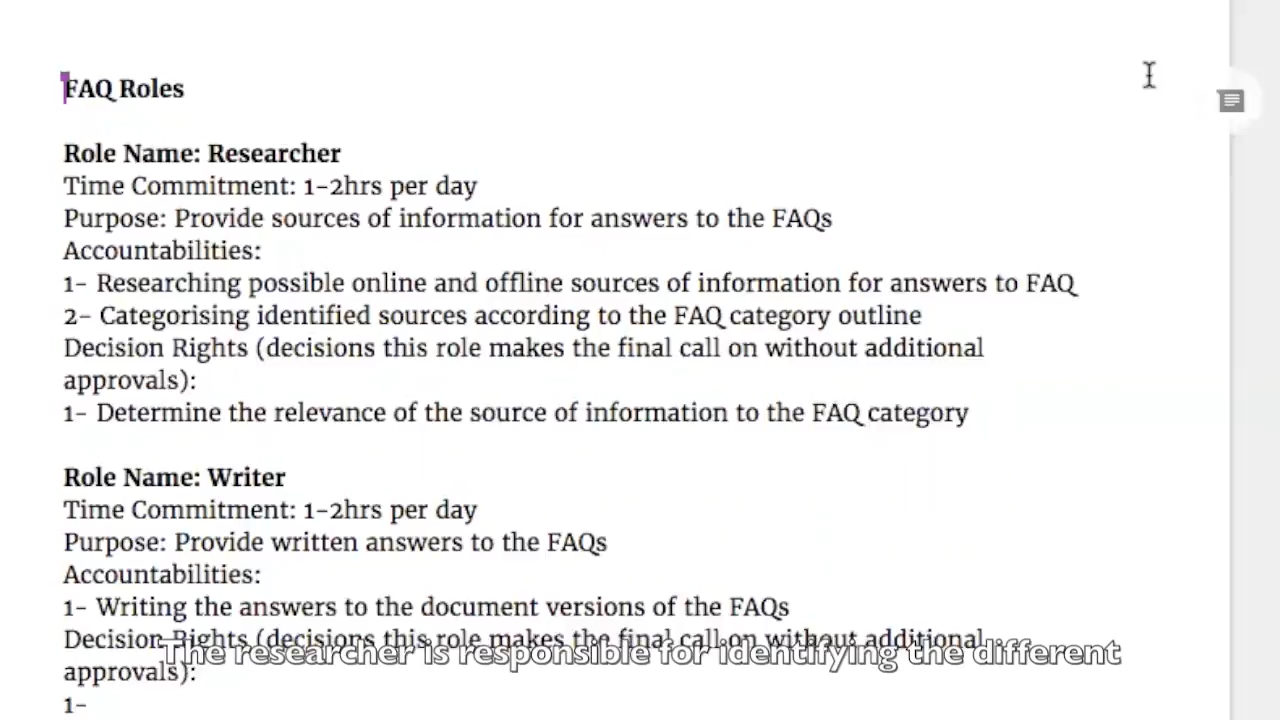 FAQ Roles
Role Name: Researcher
Time Commitment: 1-2hrs per day
Purpose: Provide sources of information for answers to the FAQs
Accountabilities:
1- Researching possible online and offline sources of information for answers to FAQ
2- Categorising identified sources according to the FAQ category outline
Decision Rights (decisions this role makes the final call on without additional
approvals):
1- Determine the relevance of the source of information to the FAQ category
Role Name: Writer
Time Commitment: 1-2hrs per day
Purpose: Provide written answers to the FAQs
Accountabilities:
1- Writing the answers to the document versions of the FAQs
Decision Rights (decisions this role makes the final call on without additional
The researcher is responsible for identifying the different
approvals):
1-